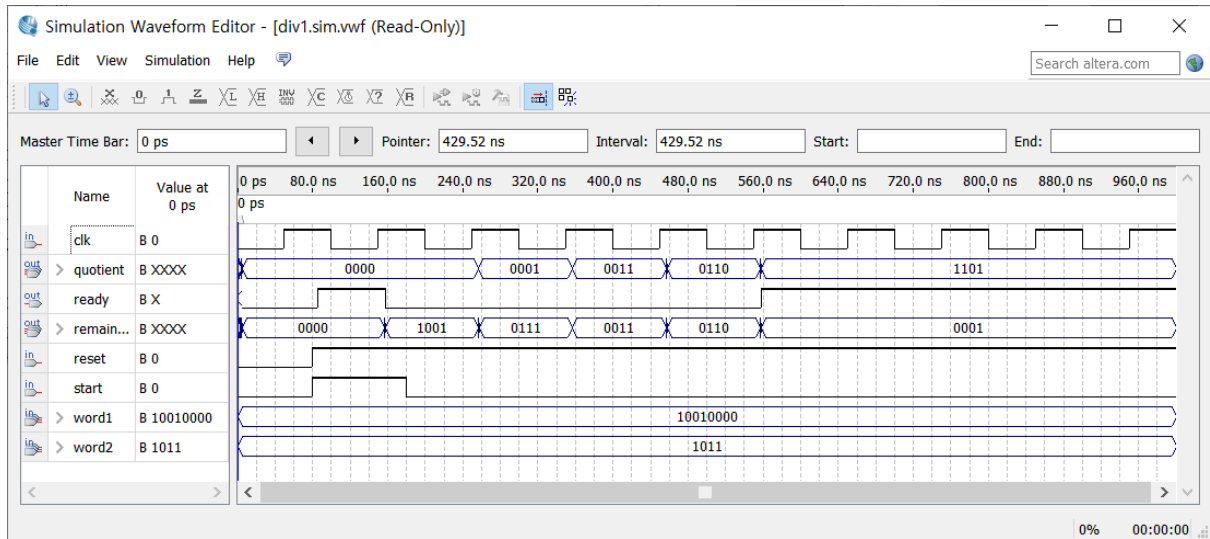 Simulation Waveform Editor - [div1.sim.vwf (Read-Only)]
File Edit View Simulation Help
Search altera.com
Master Time Bar: 0 ps Pointer: 429.52 ns Interval: 429.52 ns Start: End:
Name Value at 0 ps
0 ps 80.0 ns 160.0 ns 240.0 ns 320.0 ns 400.0 ns 480.0 ns 560.0 ns 640.0 ns 720.0 ns 800.0 ns 880.0 ns 960.0 ns
0 ps
clk B 0
quotient B XXXX 0000 0001 0011 0110 1101
ready B X
remain... B XXXX 0000 1001 0111 0011 0110 0001
reset B 0
start B 0
word1 B 10010000 10010000
word2 B 1011 1011
0% 00:00:00